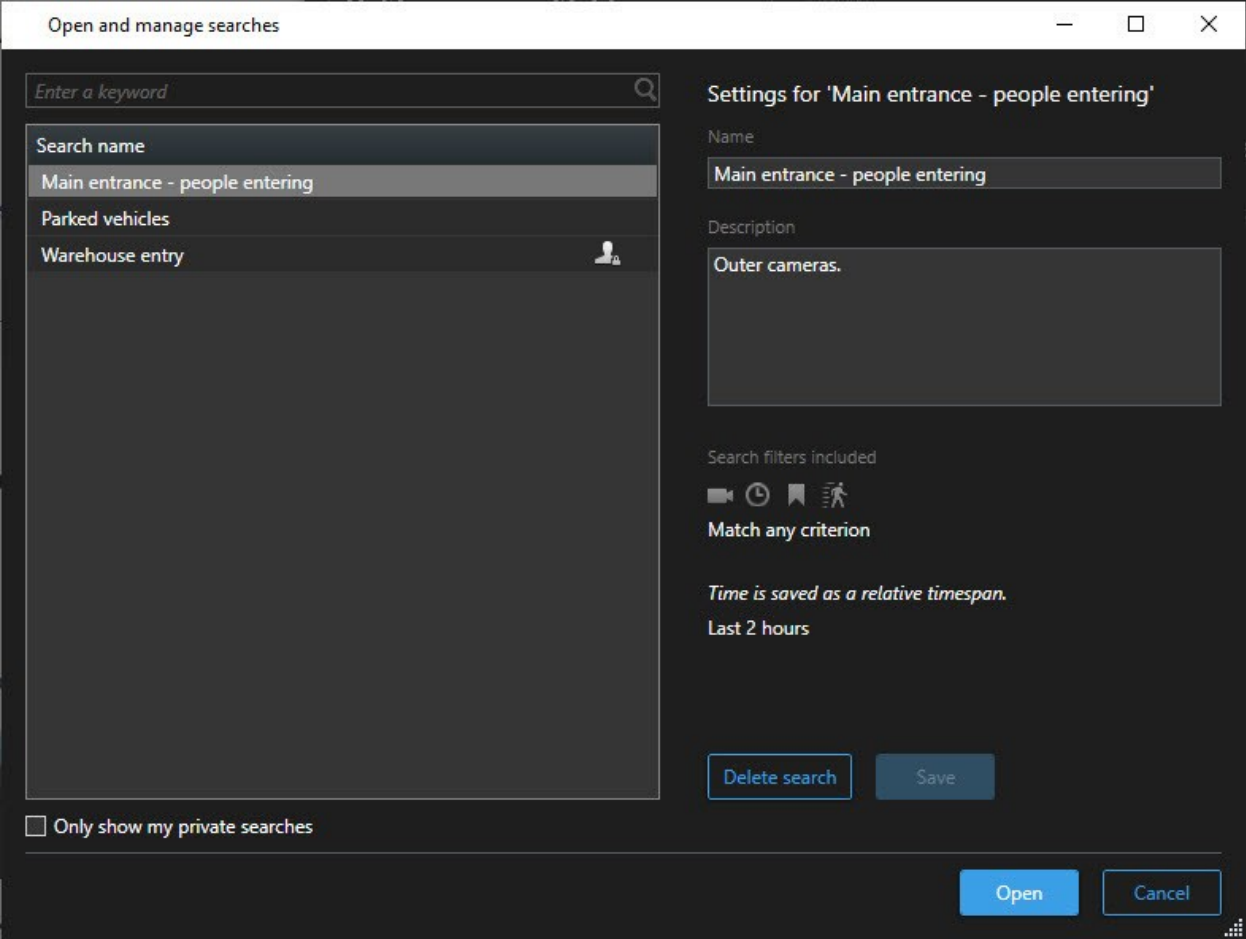 Open and manage searches
Enter a keyword
Search name
Main entrance - people entering
Parked vehicles
Warehouse entry
Only show my private searches
Settings for 'Main entrance - people entering'
Name
Main entrance - people entering
Description
Outer cameras.
Search filters included
Match any criterion
Time is saved as a relative timespan.
Last 2 hours
Delete search
Save
Open
Cancel